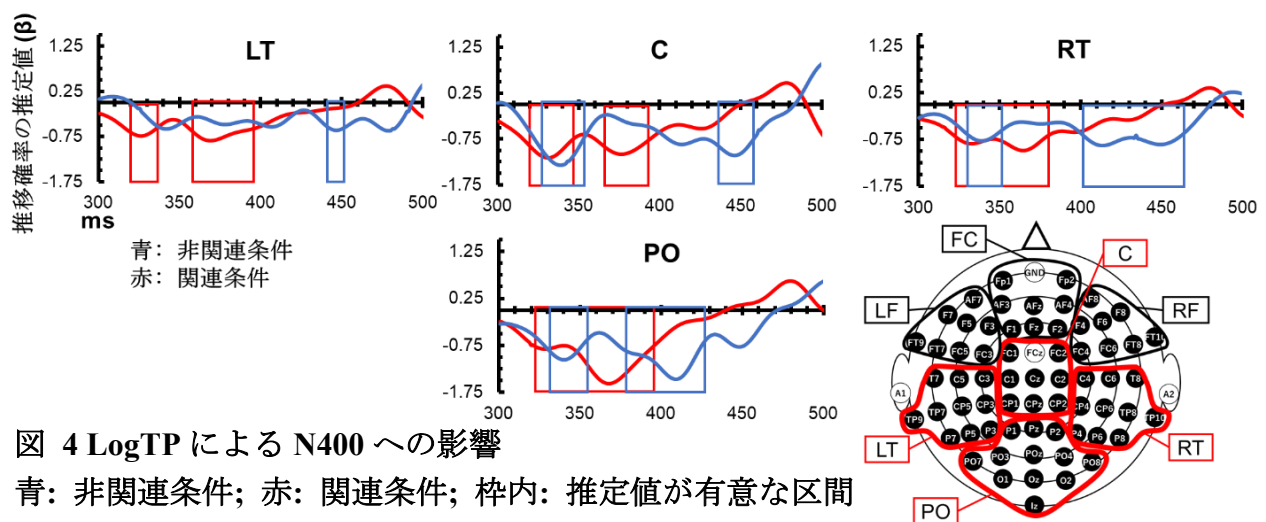 推移確率の推定値 (β)
LT
1.25
0.25
-0.75
-1.75
300 350 400 450 500
ms
C
1.25
0.25
-0.75
-1.75
300 350 400 450 500
RT
1.25
0.25
-0.75
-1.75
300 350 400 450 500
青: 非関連条件
赤: 関連条件
PO
1.25
0.25
-0.75
-1.75
300 350 400 450 500
FC
C
GND
Fp1 Fp2
LF
RF
AF7 AF3 AFz AF4 AF8
F7 F5 F3 F1 Fz F2 F4 F6 F8
FT9 FT7 FC5 FC3 FC1 FCz FC2 FC4 FC6 FT8 FT10
A1 T7 C5 C3 C1 Cz C2 C4 C6 T8 A2
TP9 TP7 CP5 CP3 CP1 CPz CP2 CP4 CP6 TP8 TP10
P7 P5 P3 P1 Pz P2 P4 P6 P8
LT
RT
PO7 PO3 POz PO4 PO8
O1 Oz O2
PO
Iz
図 4 LogTP による N400 への影響
青: 非関連条件; 赤: 関連条件; 枠内: 推定値が有意な区間